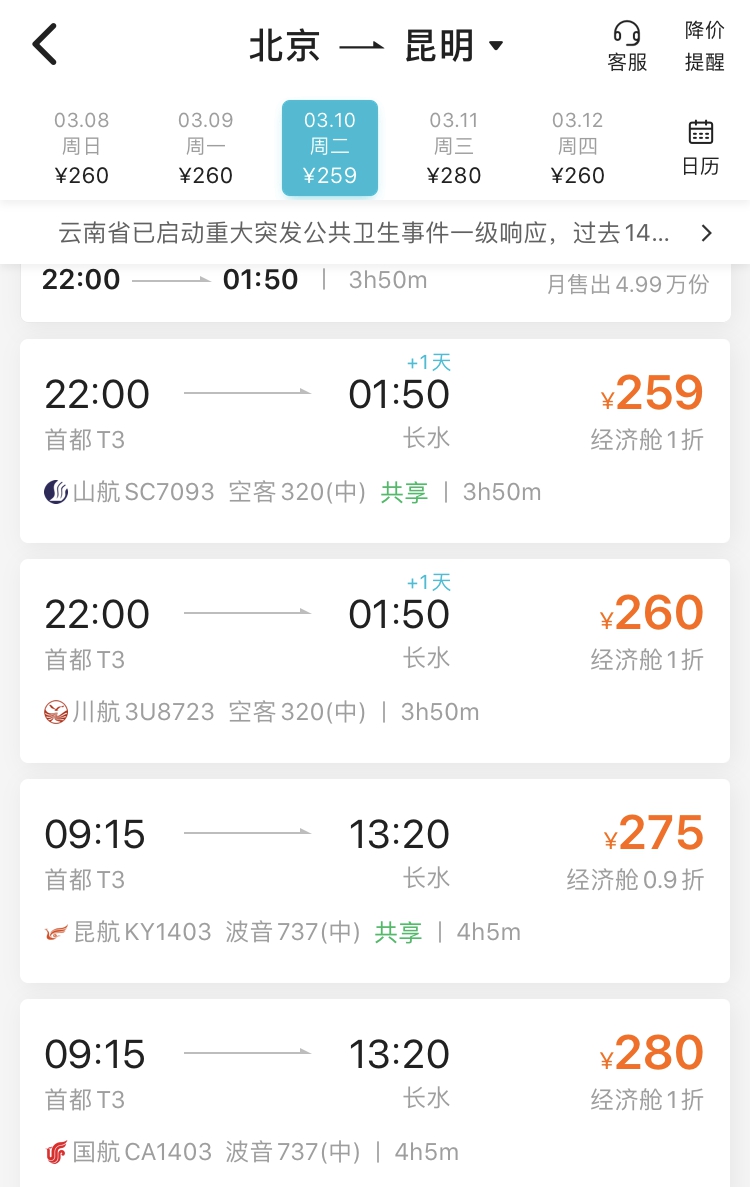 北京 昆明
客服
降价
提醒
03.08 03.09 03.10 03.11 03.12
周日 周一 周二 周三 周四
¥260 ¥260 ¥259 ¥280 ¥260
日历
云南省已启动重大突发公共卫生事件一级响应，过去14...
22:00 01:50 | 3h50m 月售出4.99万份
+1天
22:00 01:50 ¥259
首都T3 长水 经济舱1折
山航SC7093 空客320(中) 共享 | 3h50m
+1天
22:00 01:50 ¥260
首都T3 长水 经济舱1折
川航3U8723 空客320(中) | 3h50m
09:15 13:20 ¥275
首都T3 长水 经济舱0.9折
昆航KY1403 波音737(中) 共享 | 4h5m
09:15 13:20 ¥280
首都T3 长水 经济舱1折
国航CA1403 波音737(中) | 4h5m